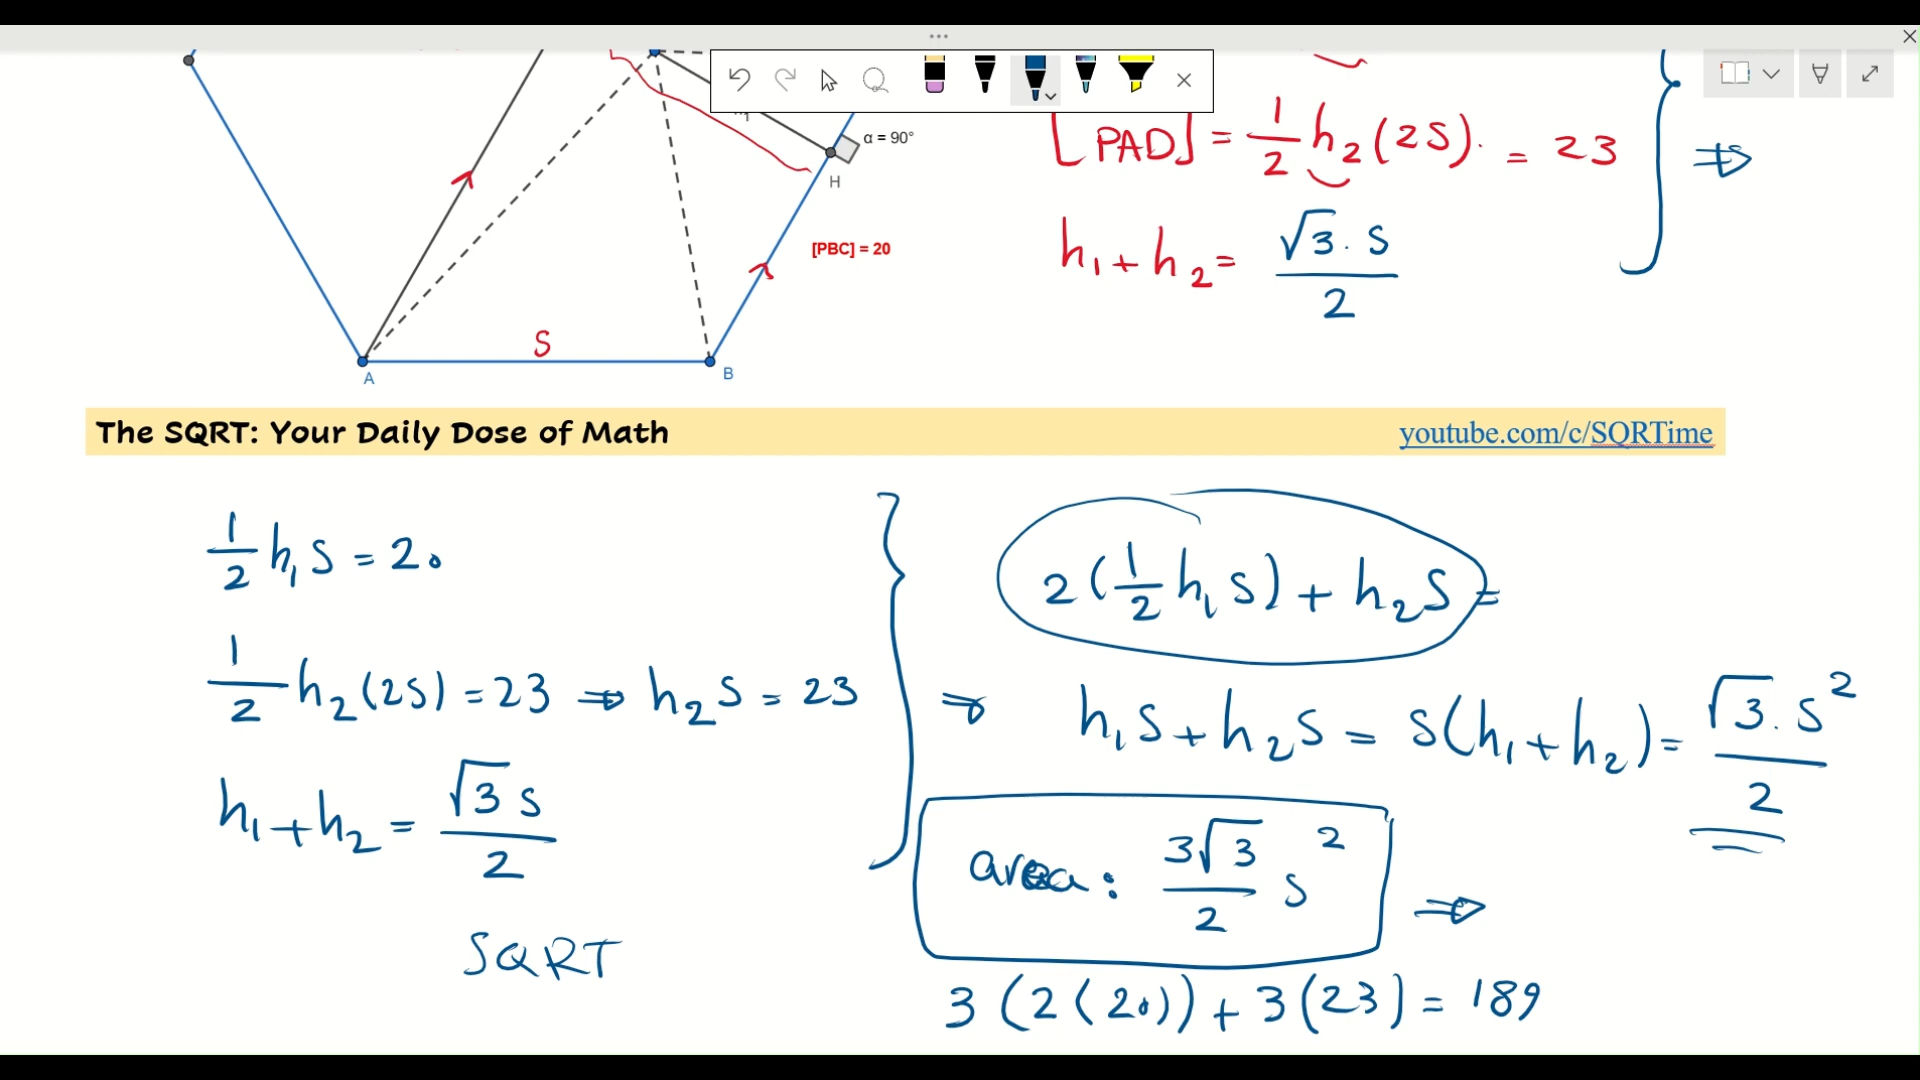 α = 90°
H
[PAD] = 1/2 h₂(2S). = 23
[PBC] = 20
h₁ + h₂ = √3 . S / 2
S
A
B
The SQRT: Your Daily Dose of Math
youtube.com/c/SQRTime
1/2 h₁ S = 20
2(1/2 h₁ S) + h₂ S =
1/2 h₂(2S) = 23 ⇒ h₂ S = 23
⇒ h₁ S + h₂ S = S(h₁ + h₂) = √3 . S² / 2
h₁ + h₂ = √3 S / 2
area: 3√3 / 2 S² ⇒
SQRT
3(2(20)) + 3(23) = 189